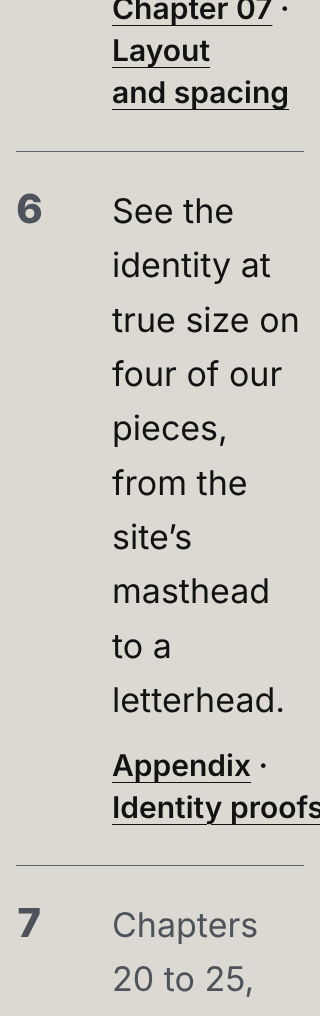 Chapter 07 ·
Layout
and spacing
6
See the
identity at
true size on
four of our
pieces,
from the
site’s
masthead
to a
letterhead.
Appendix ·
Identity proofs
7
Chapters
20 to 25,